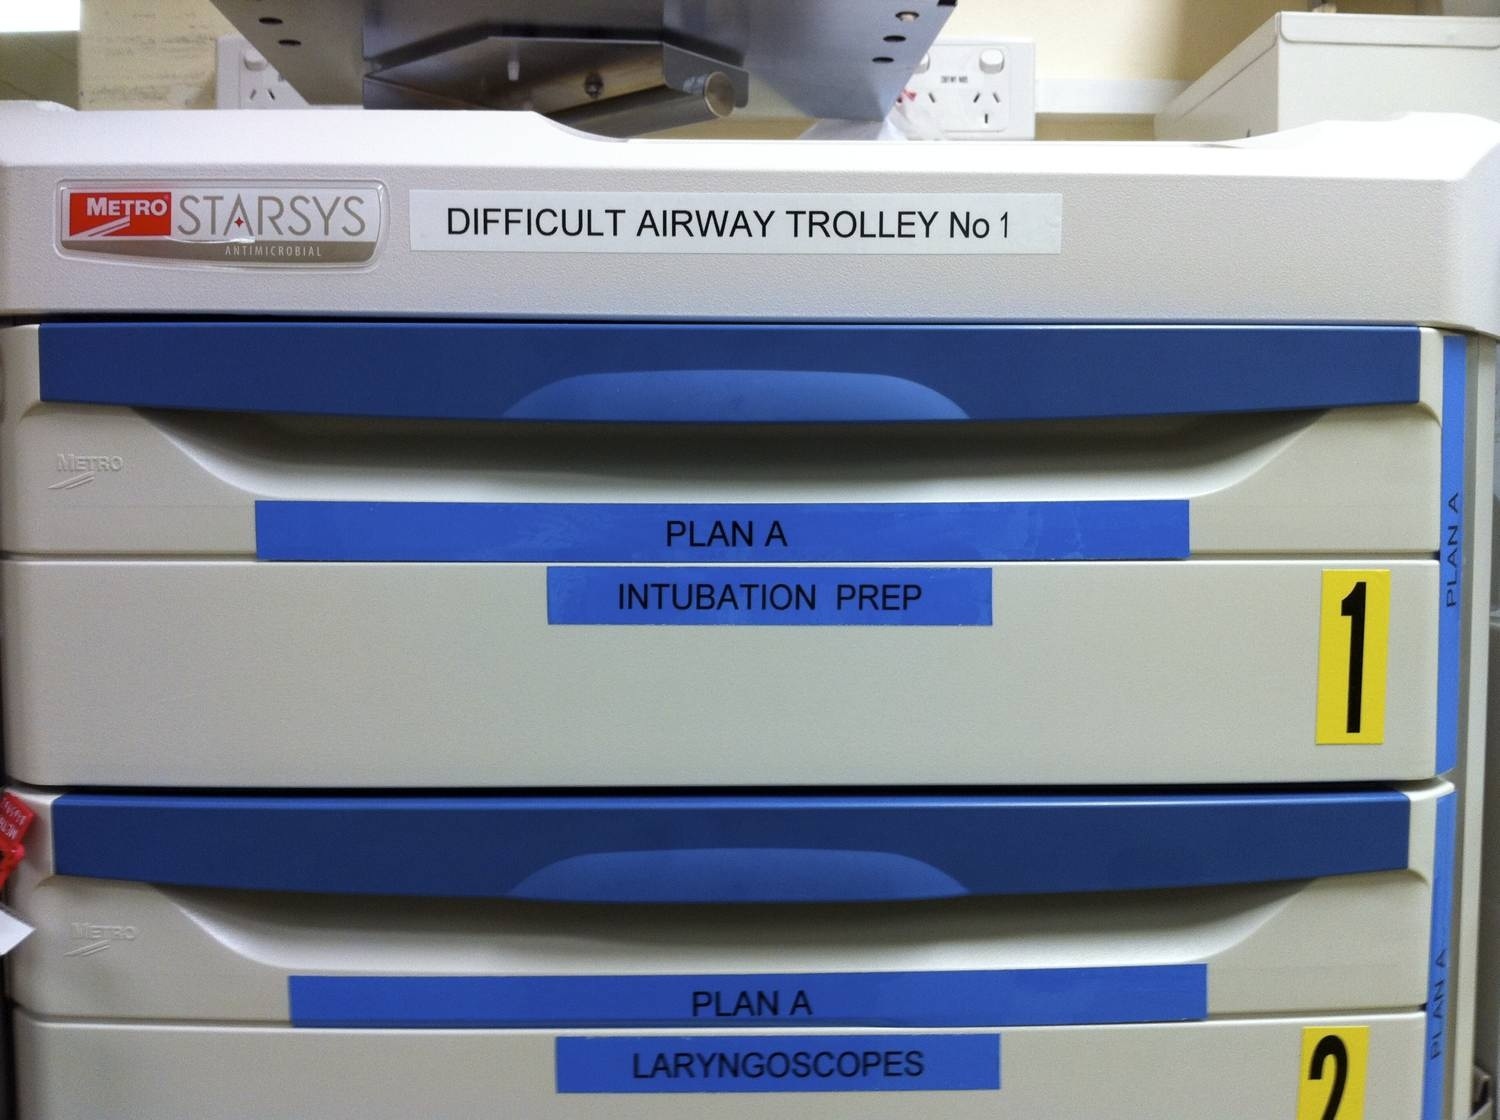 METRO STARSYS
ANTIMICROBIAL
DIFFICULT AIRWAY TROLLEY No 1
METRO
PLAN A
INTUBATION PREP
1
PLAN A
METRO
PLAN A
LARYNGOSCOPES
2
PLAN A